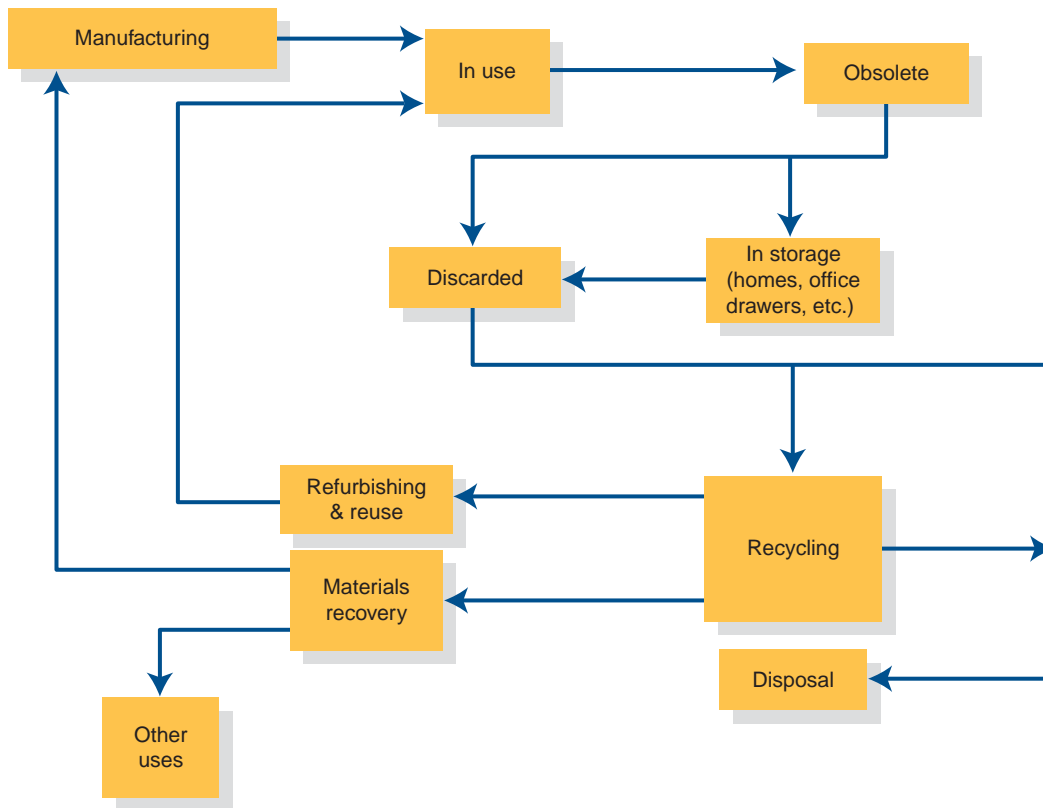 Manufacturing
In use
Obsolete
Discarded
In storage
(homes, office
drawers, etc.)
Refurbishing
& reuse
Recycling
Materials
recovery
Disposal
Other
uses